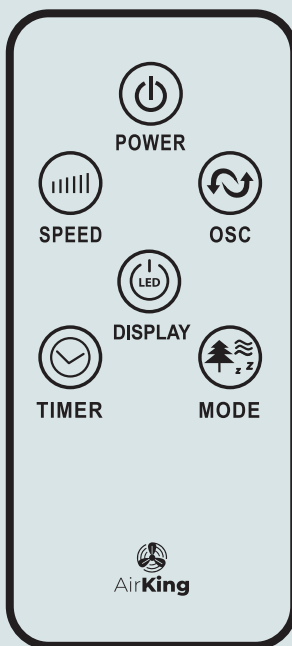 POWER
SPEED
OSC
LED
DISPLAY
TIMER
MODE
z z
AirKing